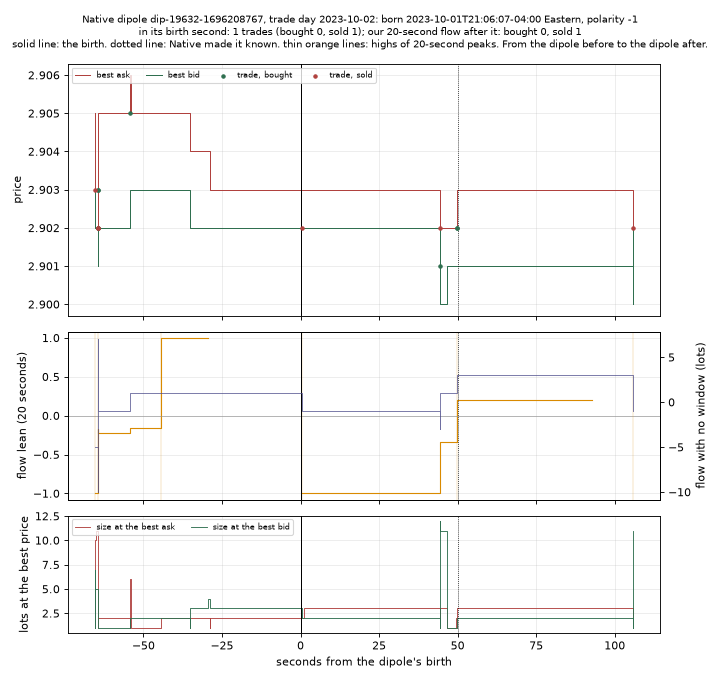 Native dipole dip-19632-1696208767, trade day 2023-10-02: born 2023-10-01T21:06:07-04:00 Eastern, polarity -1
in its birth second: 1 trades (bought 0, sold 1); our 20-second flow after it: bought 0, sold 1
solid line: the birth. dotted line: Native made it known. thin orange lines: highs of 20-second peaks. From the dipole before to the dipole after.
best ask
best bid
trade, bought
trade, sold
2.906
2.905
2.904
2.903
2.902
2.901
2.900
price
1.0
0.5
0.0
−0.5
−1.0
flow lean (20 seconds)
5
0
−5
−10
flow with no window (lots)
size at the best ask
size at the best bid
12.5
10.0
7.5
5.0
2.5
lots at the best price
−50
−25
0
25
50
75
100
seconds from the dipole's birth